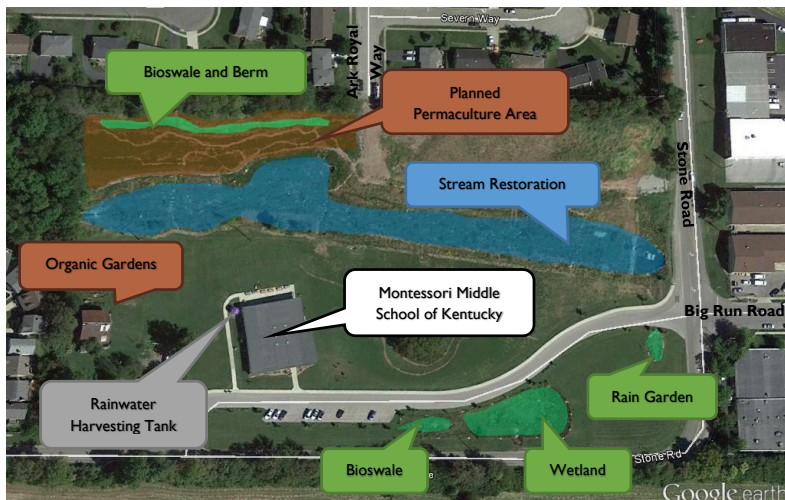 Severn Way
Bioswale and Berm
Ark Royal
Way
Planned
Permaculture Area
Stone Road
Stream Restoration
Organic Gardens
Montessori Middle
School of Kentucky
Big Run Road
Rainwater
Harvesting Tank
Rain Garden
Bioswale
Wetland
Stone Rd
Google earth